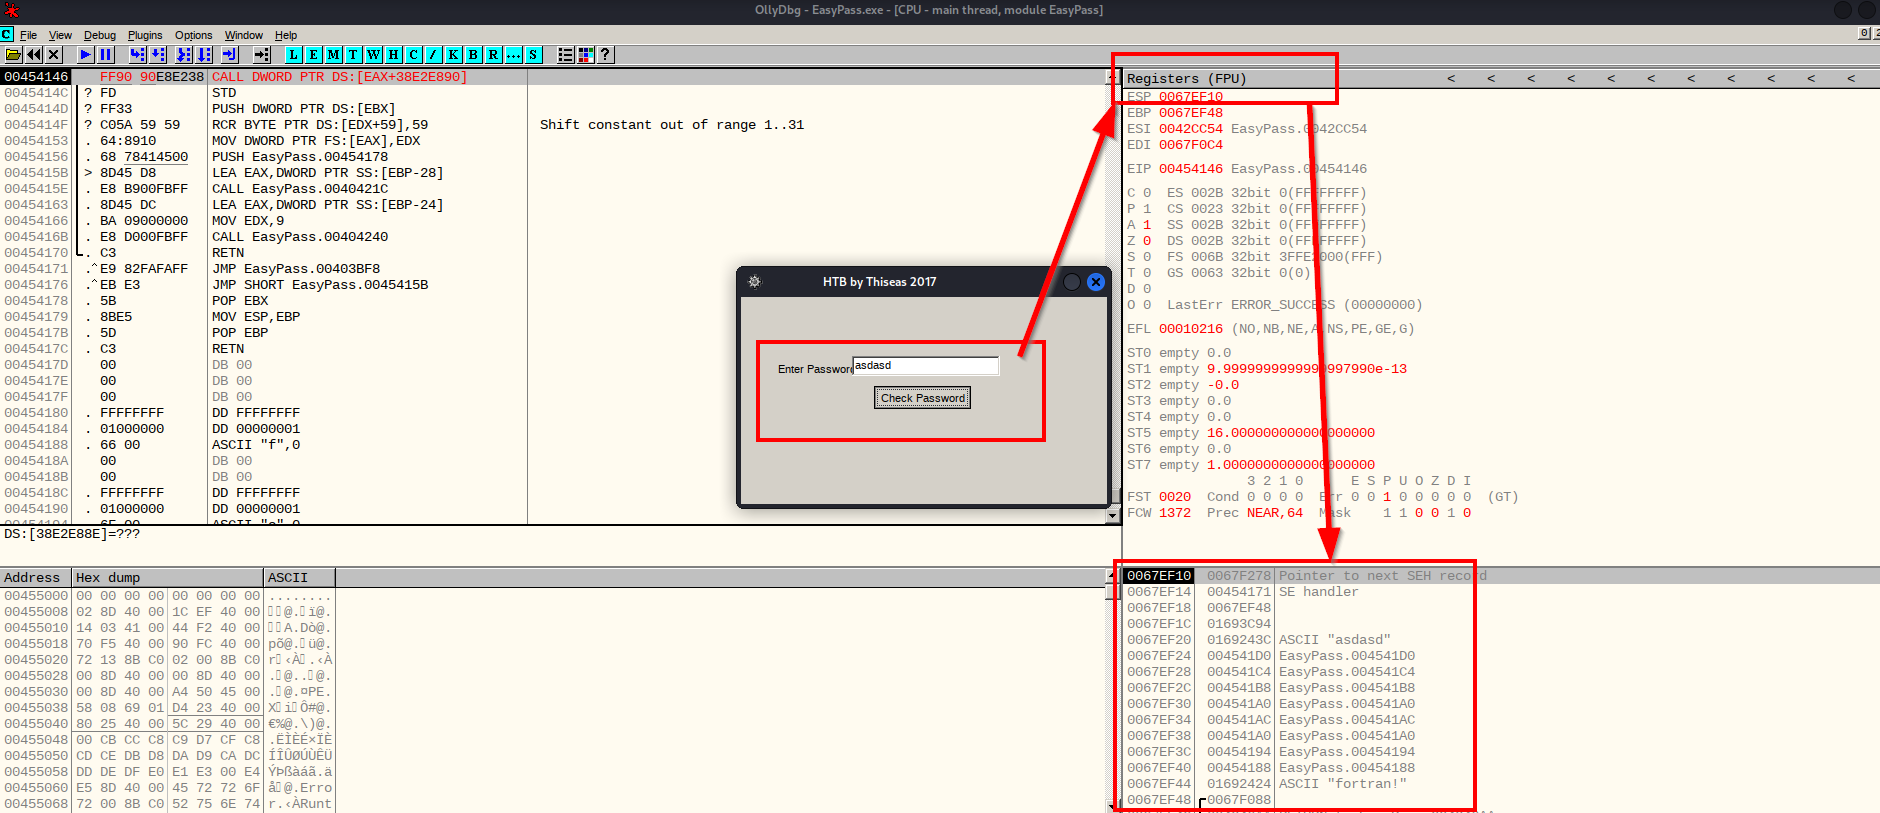 OllyDbg - EasyPass.exe - [CPU - main thread, module EasyPass]
C File View Debug Plugins Options Window Help
L E M T W H C / K B R ... S ?
00454146 FF90 90E8E238 CALL DWORD PTR DS:[EAX+38E2E890]
0045414C ? FD STD
0045414D ? FF33 PUSH DWORD PTR DS:[EBX]
0045414F ? C05A 59 59 RCR BYTE PTR DS:[EDX+59],59 Shift constant out of range 1..31
00454153 . 64:8910 MOV DWORD PTR FS:[EAX],EDX
00454156 . 68 78414500 PUSH EasyPass.00454178
0045415B > 8D45 D8 LEA EAX,DWORD PTR SS:[EBP-28]
0045415E . E8 B900FBFF CALL EasyPass.0040421C
00454163 . 8D45 DC LEA EAX,DWORD PTR SS:[EBP-24]
00454166 . BA 09000000 MOV EDX,9
0045416B . E8 D000FBFF CALL EasyPass.00404240
00454170 . C3 RETN
00454171 .^E9 82FAFAFF JMP EasyPass.00403BF8
00454176 .^EB E3 JMP SHORT EasyPass.0045415B
00454178 . 5B POP EBX
00454179 . 8BE5 MOV ESP,EBP
0045417B . 5D POP EBP
0045417C . C3 RETN
0045417D 00 DB 00
0045417E 00 DB 00
0045417F 00 DB 00
00454180 . FFFFFFFF DD FFFFFFFF
00454184 . 01000000 DD 00000001
00454188 . 66 00 ASCII "f",0
0045418A 00 DB 00
0045418B 00 DB 00
0045418C . FFFFFFFF DD FFFFFFFF
00454190 . 01000000 DD 00000001
DS:[38E2E88E]=???
Registers (FPU) < < < < < < < < < < <
ESP 0067EF10
EBP 0067EF48
ESI 0042CC54 EasyPass.0042CC54
EDI 0067F0C4
EIP 00454146 EasyPass.00454146
C 0 ES 002B 32bit 0(FFFFFFFF)
P 1 CS 0023 32bit 0(FFFFFFFF)
A 1 SS 002B 32bit 0(FFFFFFFF)
Z 0 DS 002B 32bit 0(FFFFFFFF)
S 0 FS 006B 32bit 3FFE2000(FFF)
T 0 GS 0063 32bit 0(0)
D 0
O 0 LastErr ERROR_SUCCESS (00000000)
EFL 00010216 (NO,NB,NE,A,NS,PE,GE,G)
ST0 empty 0.0
ST1 empty 9.9999999999999997990e-13
ST2 empty -0.0
ST3 empty 0.0
ST4 empty 0.0
ST5 empty 16.000000000000000000
ST6 empty 0.0
ST7 empty 1.0000000000000000000
3 2 1 0 E S P U O Z D I
FST 0020 Cond 0 0 0 0 Err 0 0 1 0 0 0 0 0 (GT)
FCW 1372 Prec NEAR,64 Mask 1 1 0 0 1 0
HTB by Thiseas 2017
Enter Password asdasd
Check Password
Address Hex dump ASCII
00455000 00 00 00 00 00 00 00 00 ........
00455008 02 8D 40 00 1C EF 40 00
00455010 14 03 41 00 44 F2 40 00
00455018 70 F5 40 00 90 FC 40 00
00455020 72 13 8B C0 02 00 8B C0
00455028 00 8D 40 00 00 8D 40 00
00455030 00 8D 40 00 A4 50 45 00
00455038 58 08 69 01 D4 23 40 00
00455040 80 25 40 00 5C 29 40 00 €%@.\)@.
00455048 00 CB CC C8 C9 D7 CF C8 .ËÌÈÉ×ÏÈ
00455050 CD CE DB D8 DA D9 CA DC ÍÎÛØÚÙÊÜ
00455058 DD DE DF E0 E1 E3 00 E4 ÝÞßàáã.ä
00455060 E5 8D 40 00 45 72 72 6F
00455068 72 00 8B C0 52 75 6E 74 r.‹ÀRunt
0067EF10 0067F278 Pointer to next SEH record
0067EF14 00454171 SE handler
0067EF18 0067EF48
0067EF1C 01693C94
0067EF20 0169243C ASCII "asdasd"
0067EF24 004541D0 EasyPass.004541D0
0067EF28 004541C4 EasyPass.004541C4
0067EF2C 004541B8 EasyPass.004541B8
0067EF30 004541A0 EasyPass.004541A0
0067EF34 004541AC EasyPass.004541AC
0067EF38 004541A0 EasyPass.004541A0
0067EF3C 00454194 EasyPass.00454194
0067EF40 00454188 EasyPass.00454188
0067EF44 01692424 ASCII "fortran!"
0067EF48 0067F088